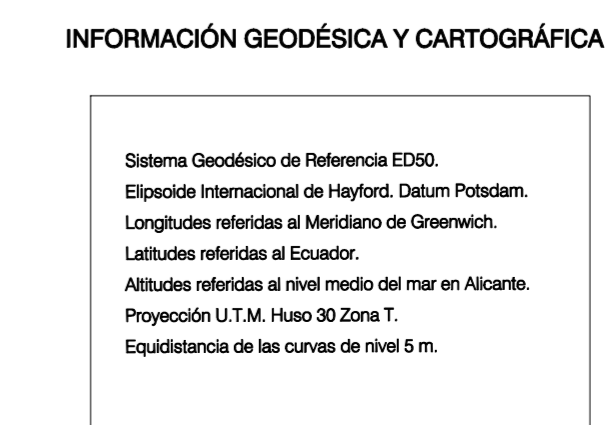 INFORMACIÓN GEODÉSICA Y CARTOGRÁFICA
Sistema Geodésico de Referencia ED50.
Elipsoide Internacional de Hayford. Datum Potsdam.
Longitudes referidas al Meridiano de Greenwich.
Latitudes referidas al Ecuador.
Altitudes referidas al nivel medio del mar en Alicante.
Proyección U.T.M. Huso 30 Zona T.
Equidistancia de las curvas de nivel 5 m.